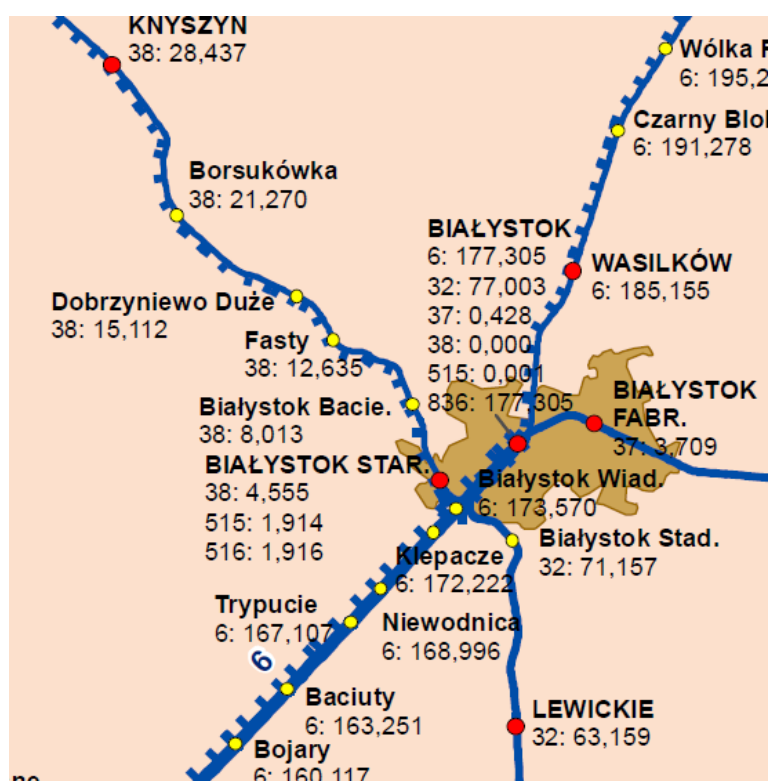 KNYSZYN
38: 28,437
Wólka
6: 195,2
Czarny
6: 191,278
Borsukówka
38: 21,270
BIAŁYSTOK
6: 177,305
32: 77,003
37: 0,428
38: 0,000
515: 0,001
836: 177,305
WASILKÓW
6: 185,155
Dobrzyniewo Duże
38: 15,112
Fasty
38: 12,635
Białystok Bacie.
38: 8,013
BIAŁYSTOK
FABR.
37: 3,709
BIAŁYSTOK STAR.
38: 4,555
515: 1,914
516: 1,916
Białystok Wiad.
6: 173,570
Białystok Stad.
32: 71,157
Klepacze
6: 172,222
Trypucie
6: 167,107
Niewodnica
6: 168,996
6
Baciuty
6: 163,251
LEWICKIE
32: 63,159
Bojary
6: 160,117